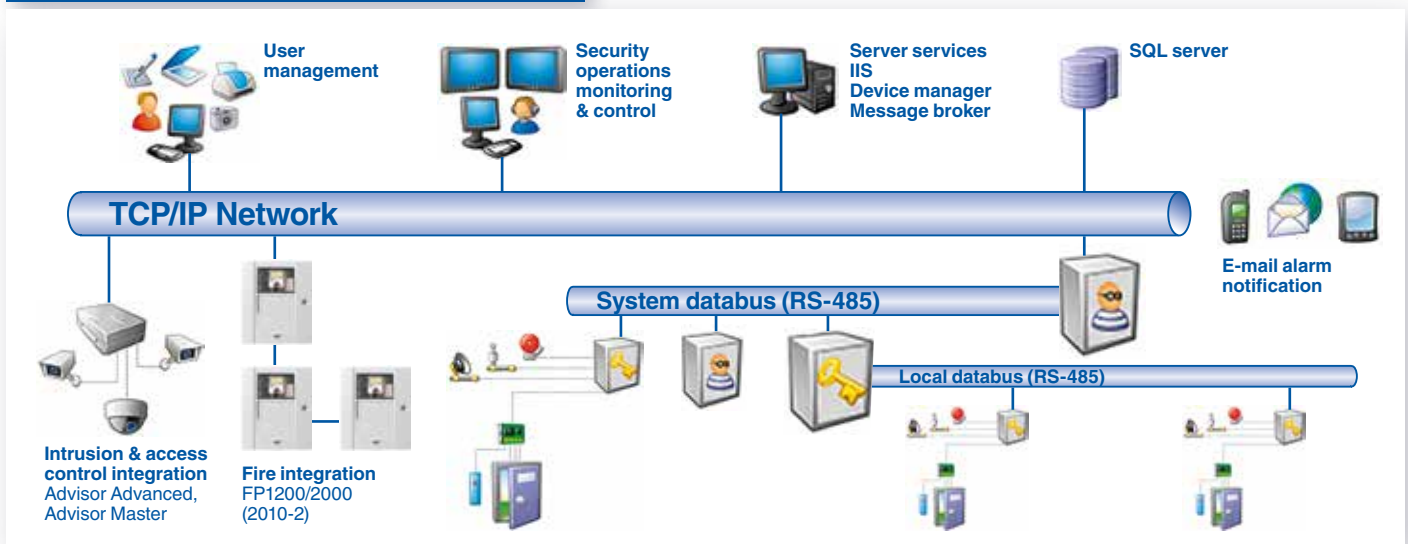 User
management
Security
operations
monitoring
& control
Server services
IIS
Device manager
Message broker
SQL server
TCP/IP Network
E-mail alarm
notification
System databus (RS-485)
Local databus (RS-485)
Intrusion & access
control integration
Advisor Advanced,
Advisor Master
Fire integration
FP1200/2000
(2010-2)